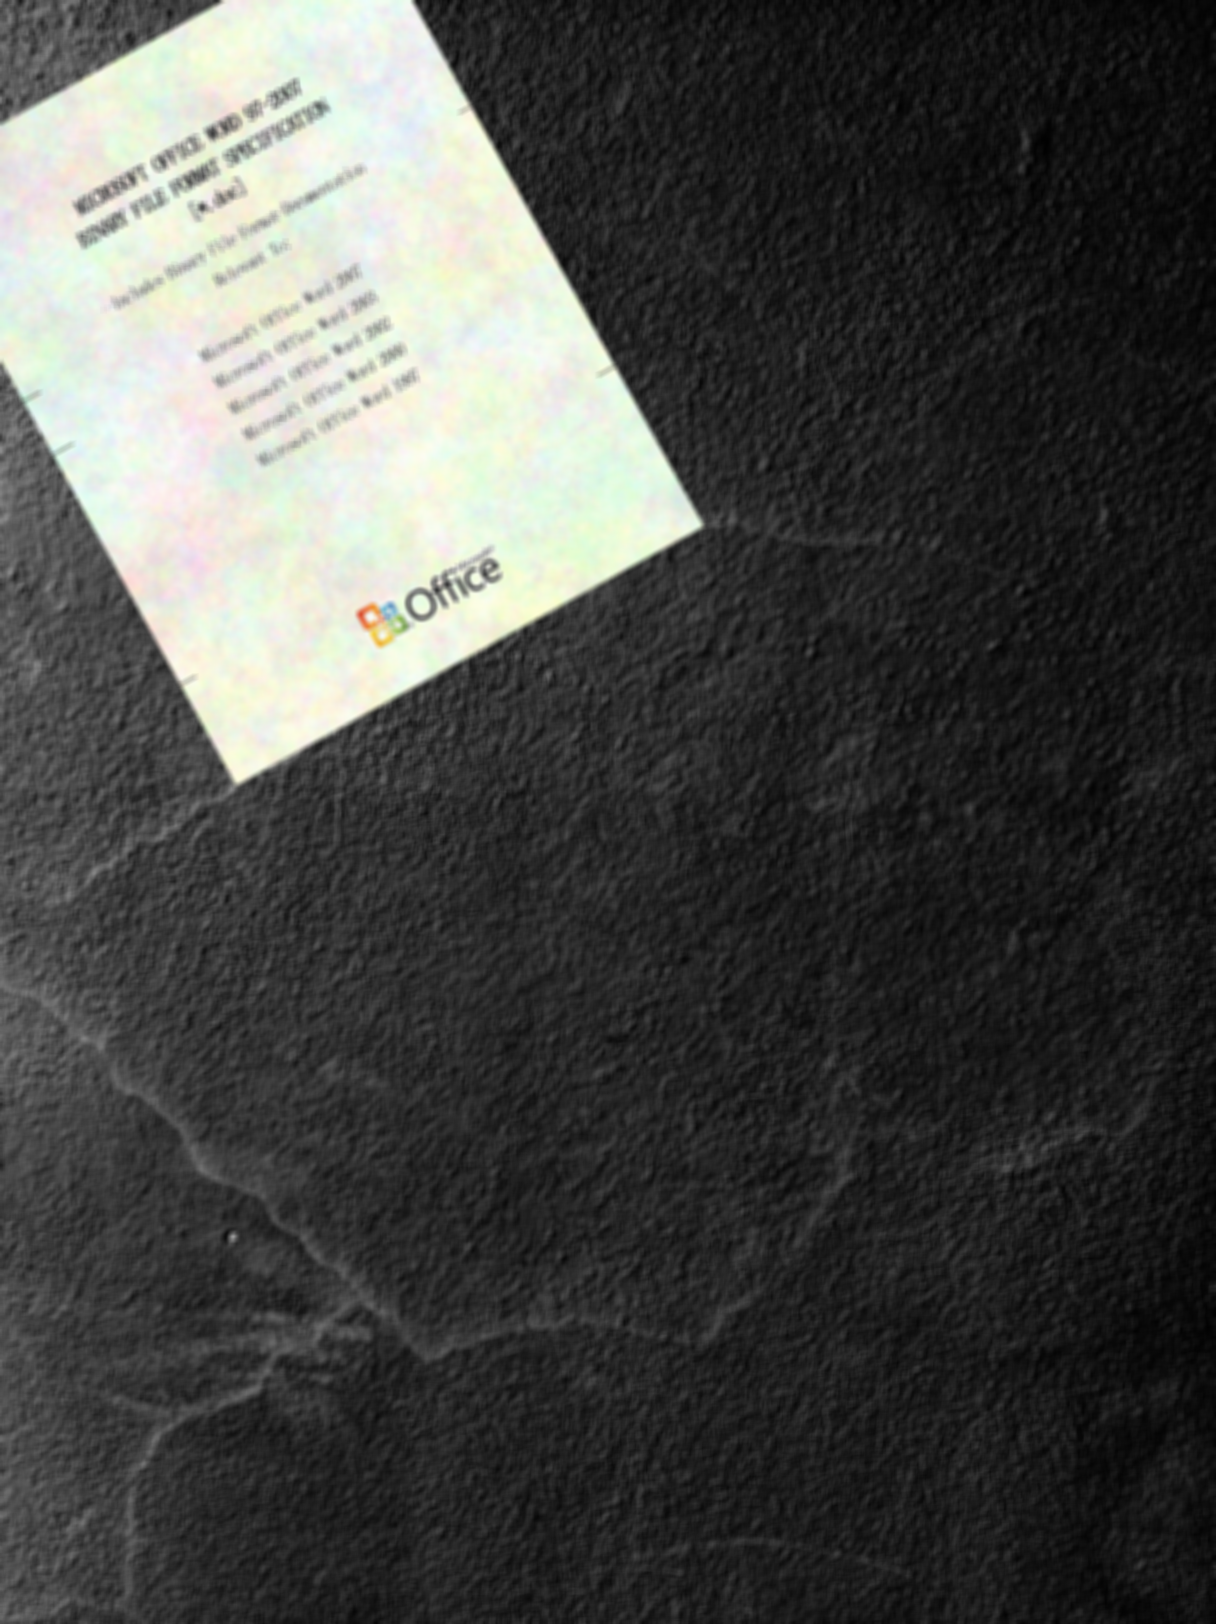 MICROSOFT OFFICE WORD 97-2007
BINARY FILE FORMAT SPECIFICATION
[*.doc]
Includes Binary File Format Documentation
Relevant To:
Microsoft Office Word 2007
Microsoft Office Word 2003
Microsoft Office Word 2002
Microsoft Office Word 2000
Microsoft Office Word 1997
Office